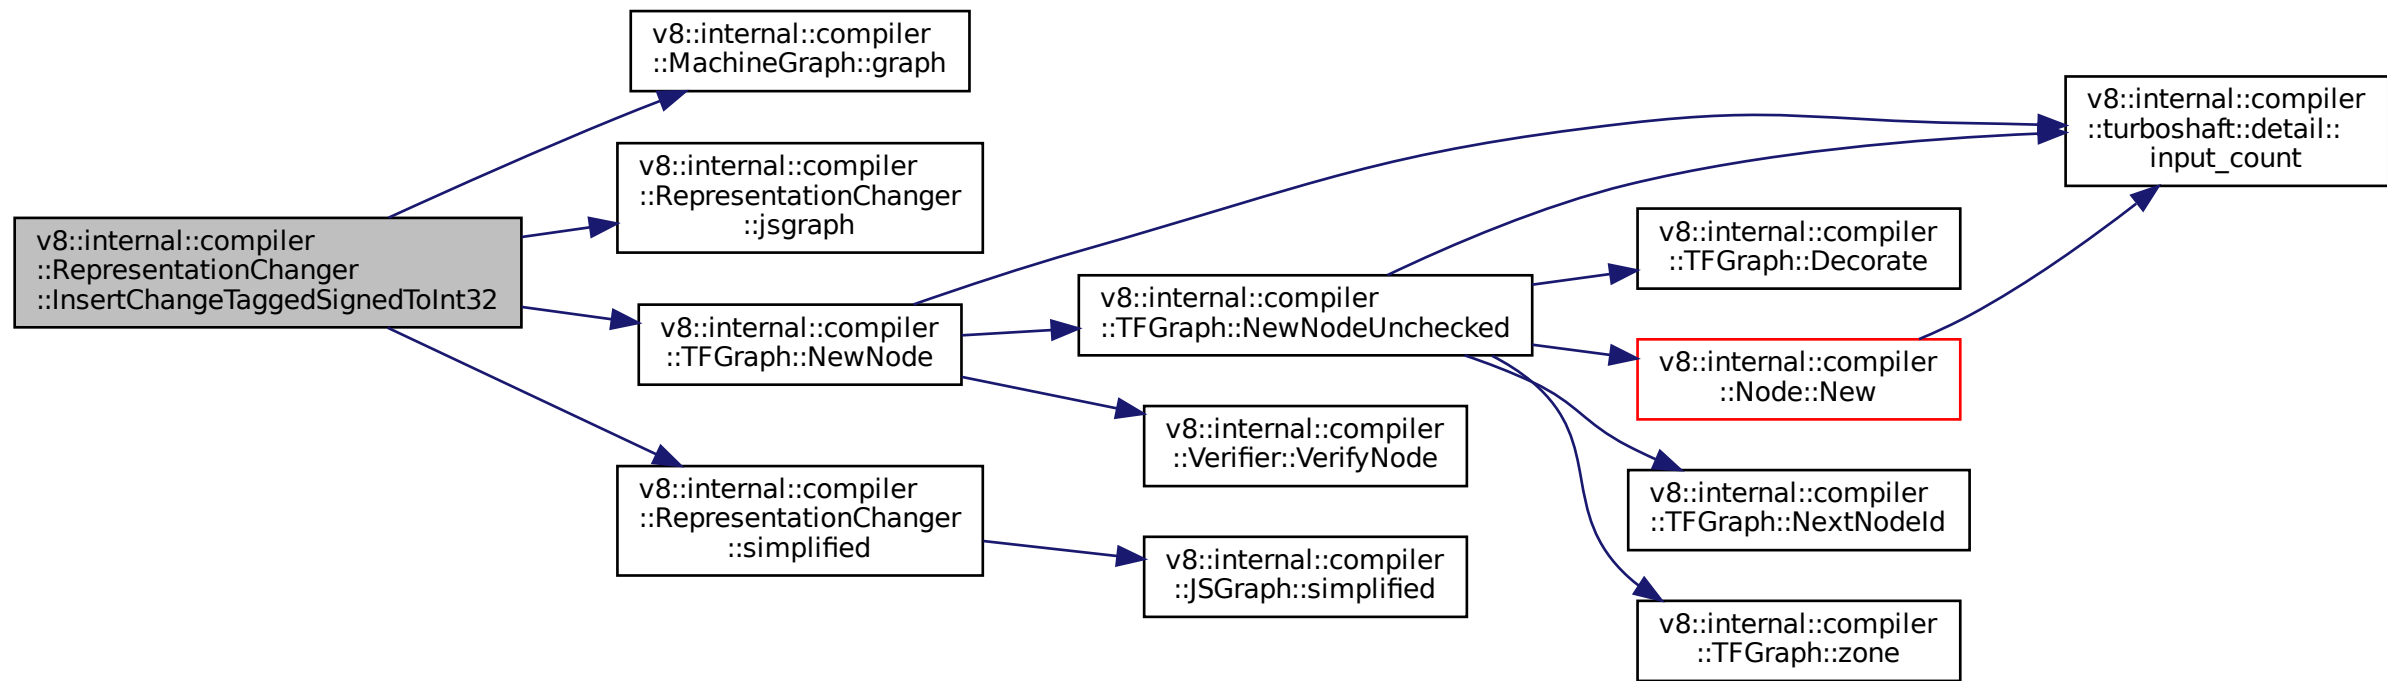 v8::internal::compiler
::RepresentationChanger
::InsertChangeTaggedSignedToInt32
v8::internal::compiler
::MachineGraph::graph
v8::internal::compiler
::RepresentationChanger
::jsgraph
v8::internal::compiler
::TFGraph::NewNode
v8::internal::compiler
::RepresentationChanger
::simplified
v8::internal::compiler
::TFGraph::NewNodeUnchecked
v8::internal::compiler
::Verifier::VerifyNode
v8::internal::compiler
::JSGraph::simplified
v8::internal::compiler
::TFGraph::Decorate
v8::internal::compiler
::Node::New
v8::internal::compiler
::TFGraph::NextNodeId
v8::internal::compiler
::TFGraph::zone
v8::internal::compiler
::turboshaft::detail::
input_count